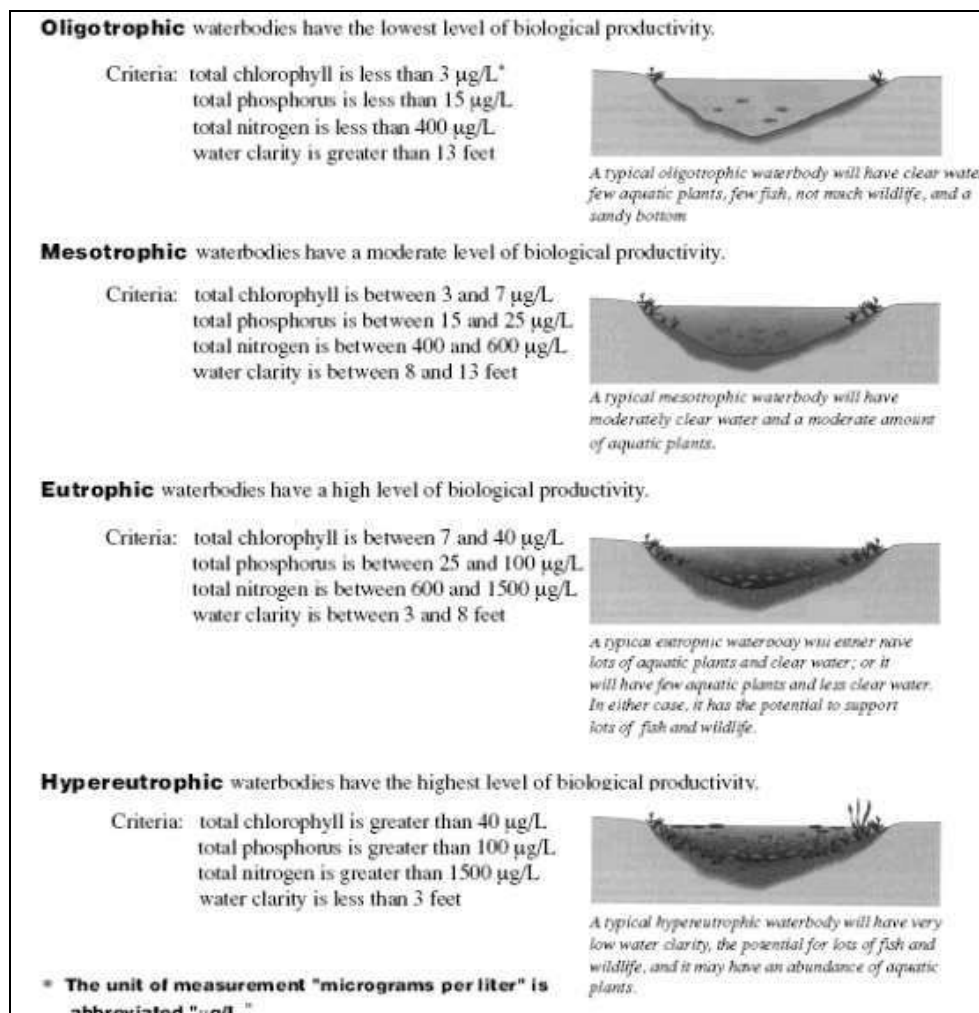 Oligotrophic waterbodies have the lowest level of biological productivity.
Criteria: total chlorophyll is less than 3 µg/L*
total phosphorus is less than 15 µg/L
total nitrogen is less than 400 µg/L
water clarity is greater than 13 feet
A typical oligotrophic waterbody will have clear wate
few aquatic plants, few fish, not much wildlife, and a
sandy bottom
Mesotrophic waterbodies have a moderate level of biological productivity.
Criteria: total chlorophyll is between 3 and 7 µg/L
total phosphorus is between 15 and 25 µg/L
total nitrogen is between 400 and 600 µg/L
water clarity is between 8 and 13 feet
A typical mesotrophic waterbody will have
moderately clear water and a moderate amount
of aquatic plants.
Eutrophic waterbodies have a high level of biological productivity.
Criteria: total chlorophyll is between 7 and 40 µg/L
total phosphorus is between 25 and 100 µg/L
total nitrogen is between 600 and 1500 µg/L
water clarity is between 3 and 8 feet
A typical eutrophic waterbody will either have
lots of aquatic plants and clear water; or it
will have few aquatic plants and less clear water.
In either case, it has the potential to support
lots of fish and wildlife.
Hypereutrophic waterbodies have the highest level of biological productivity.
Criteria: total chlorophyll is greater than 40 µg/L
total phosphorus is greater than 100 µg/L
total nitrogen is greater than 1500 µg/L
water clarity is less than 3 feet
A typical hypereutrophic waterbody will have very
low water clarity, the potential for lots of fish and
wildlife, and it may have an abundance of aquatic
plants.
* The unit of measurement "micrograms per liter" is
abbreviated "µg/L"